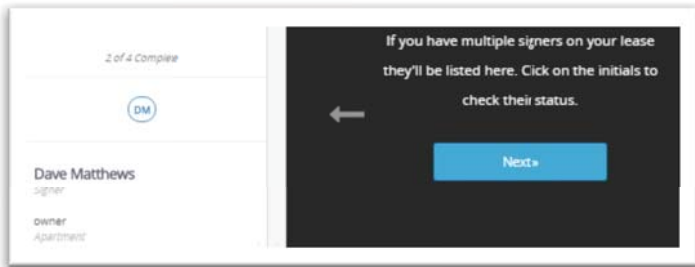 2 of 4 Complee
DM
Dave Matthews
Signer
owner
Apartment
If you have multiple signers on your lease
they'll be listed here. Click on the initials to
check their status.
Next»